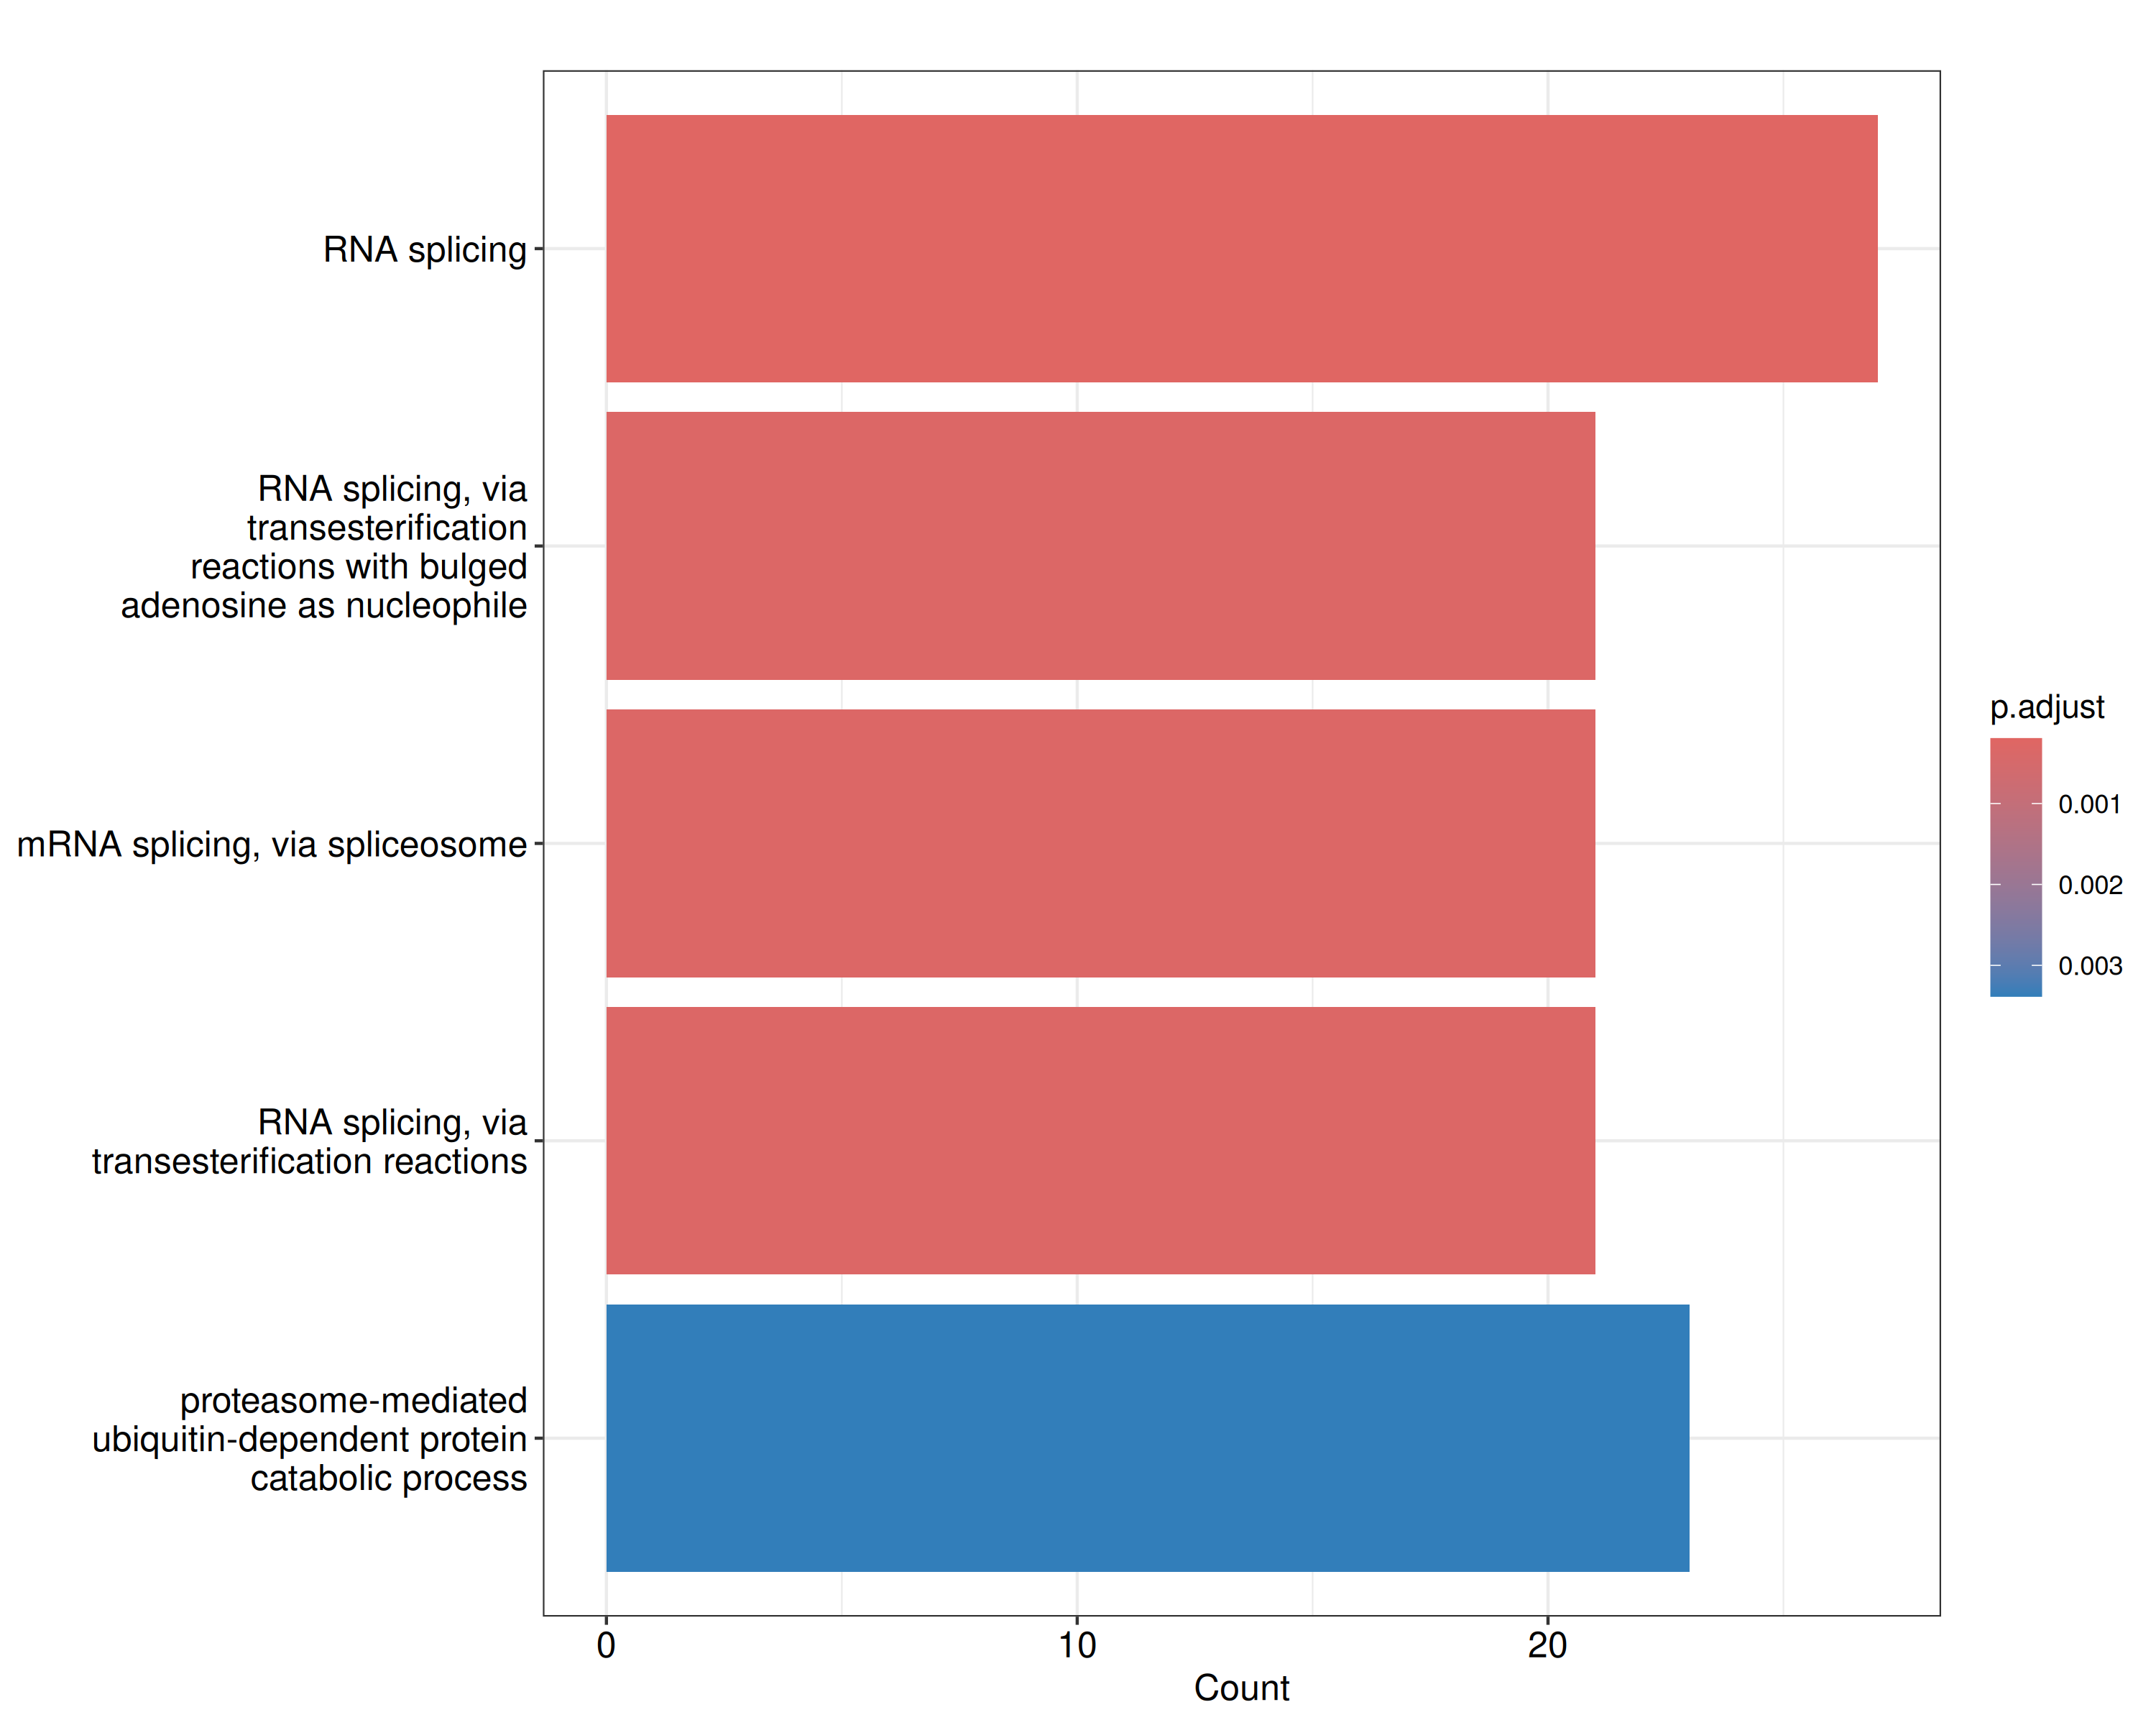 RNA splicing
RNA splicing, via
transesterification
reactions with bulged
adenosine as nucleophile
mRNA splicing, via spliceosome
RNA splicing, via
transesterification reactions
proteasome-mediated
ubiquitin-dependent protein
catabolic process
0
10
20
Count
p.adjust
0.001
0.002
0.003